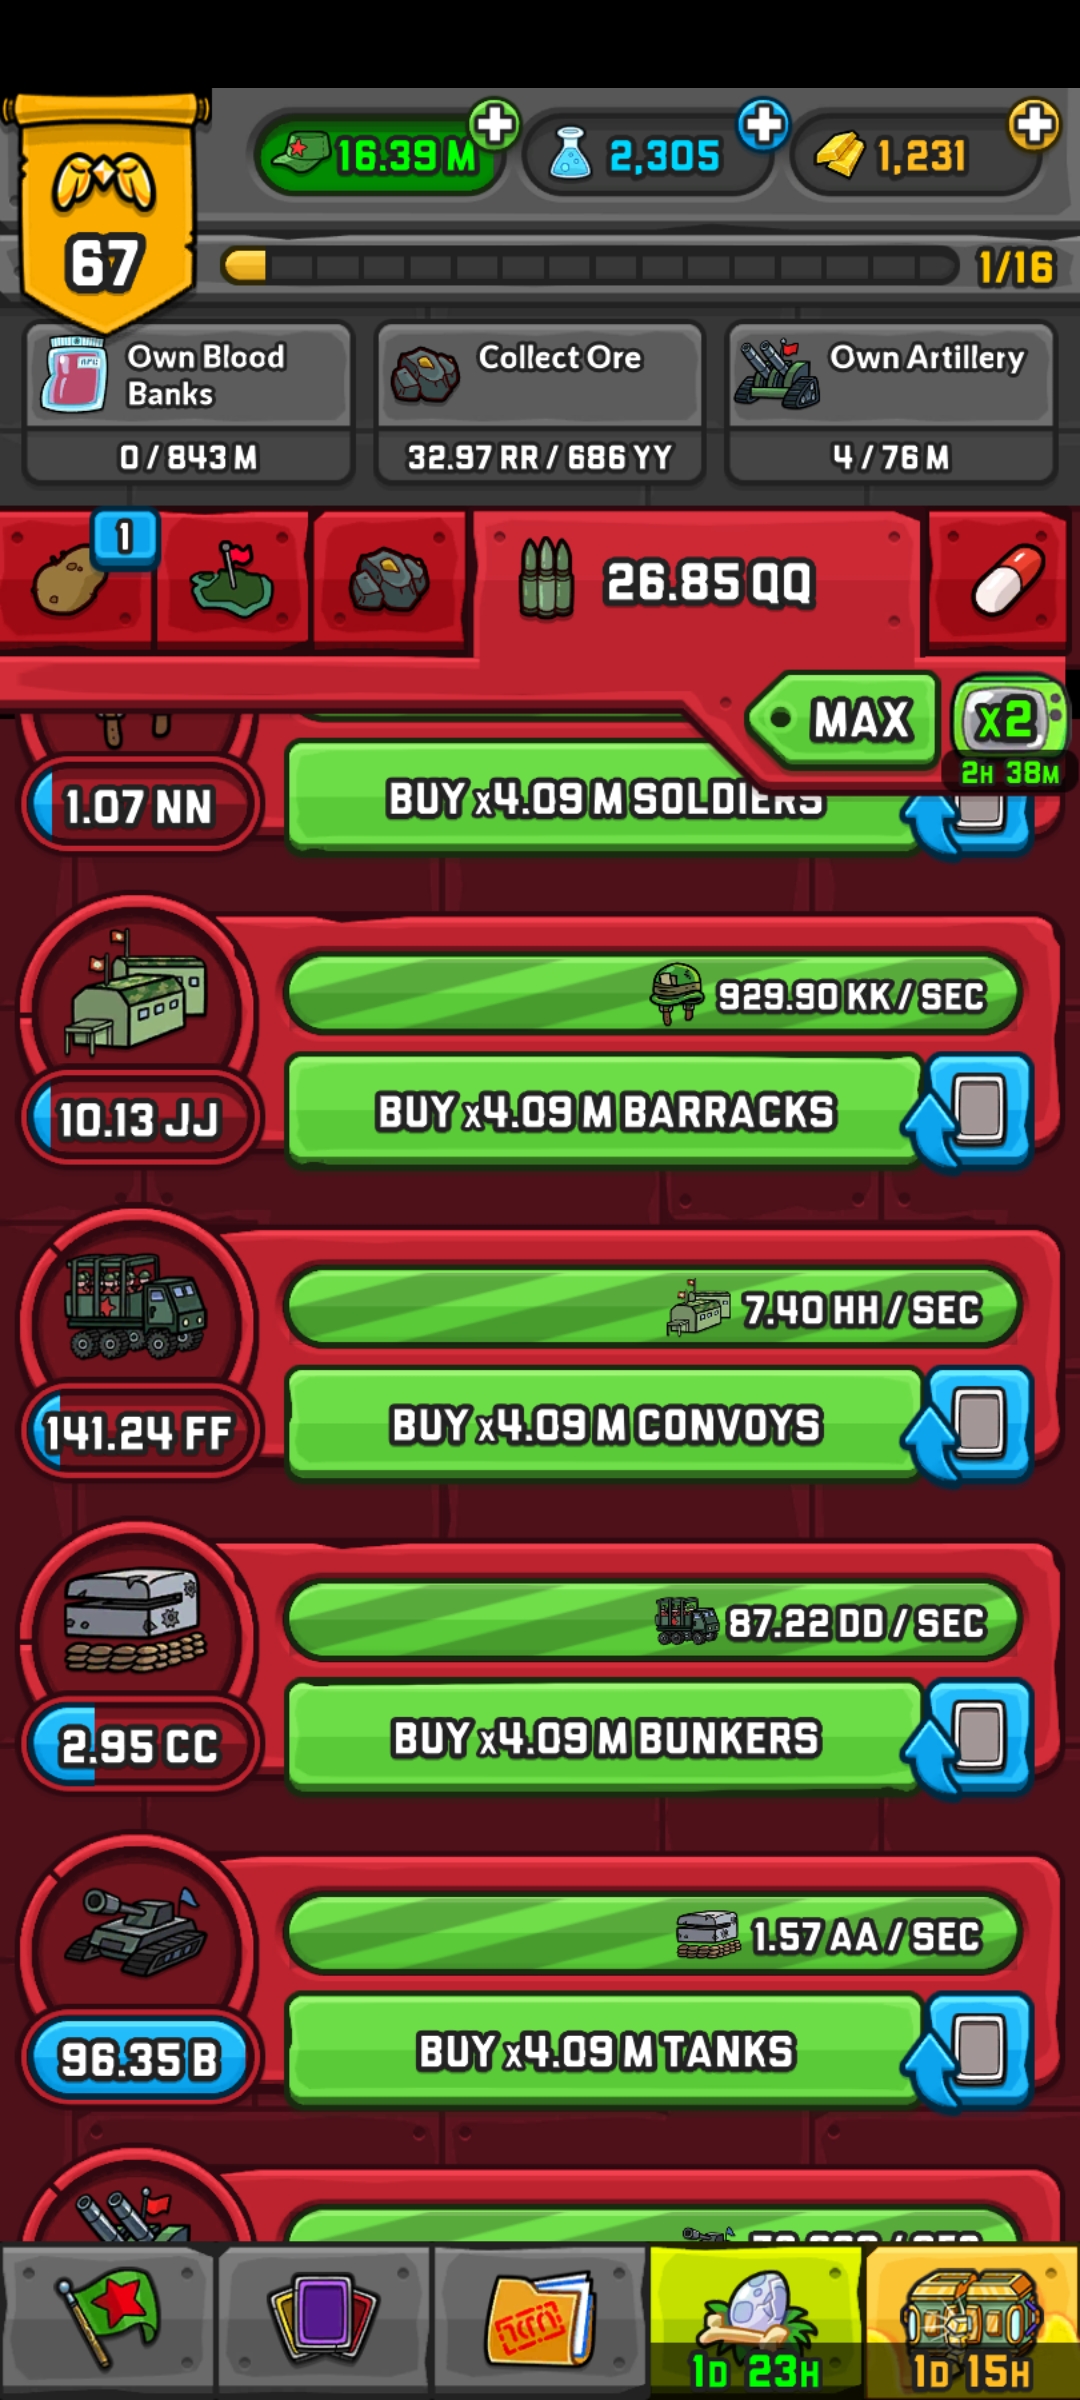 16.39 M
2,305
1,231
67
1/16
Own Blood
Banks
0 / 843 M
Collect Ore
32.97 RR / 686 YY
Own Artillery
4 / 76 M
1
26.85 QQ
MAX
x2
2H 38M
1.07 NN
BUY x4.09 M SOLDIERS
929.90 KK / SEC
10.13 JJ
BUY x4.09 M BARRACKS
7.40 HH / SEC
141.24 FF
BUY x4.09 M CONVOYS
87.22 DD / SEC
2.95 CC
BUY x4.09 M BUNKERS
1.57 AA / SEC
96.35 B
BUY x4.09 M TANKS
1D 23H
1D 15H